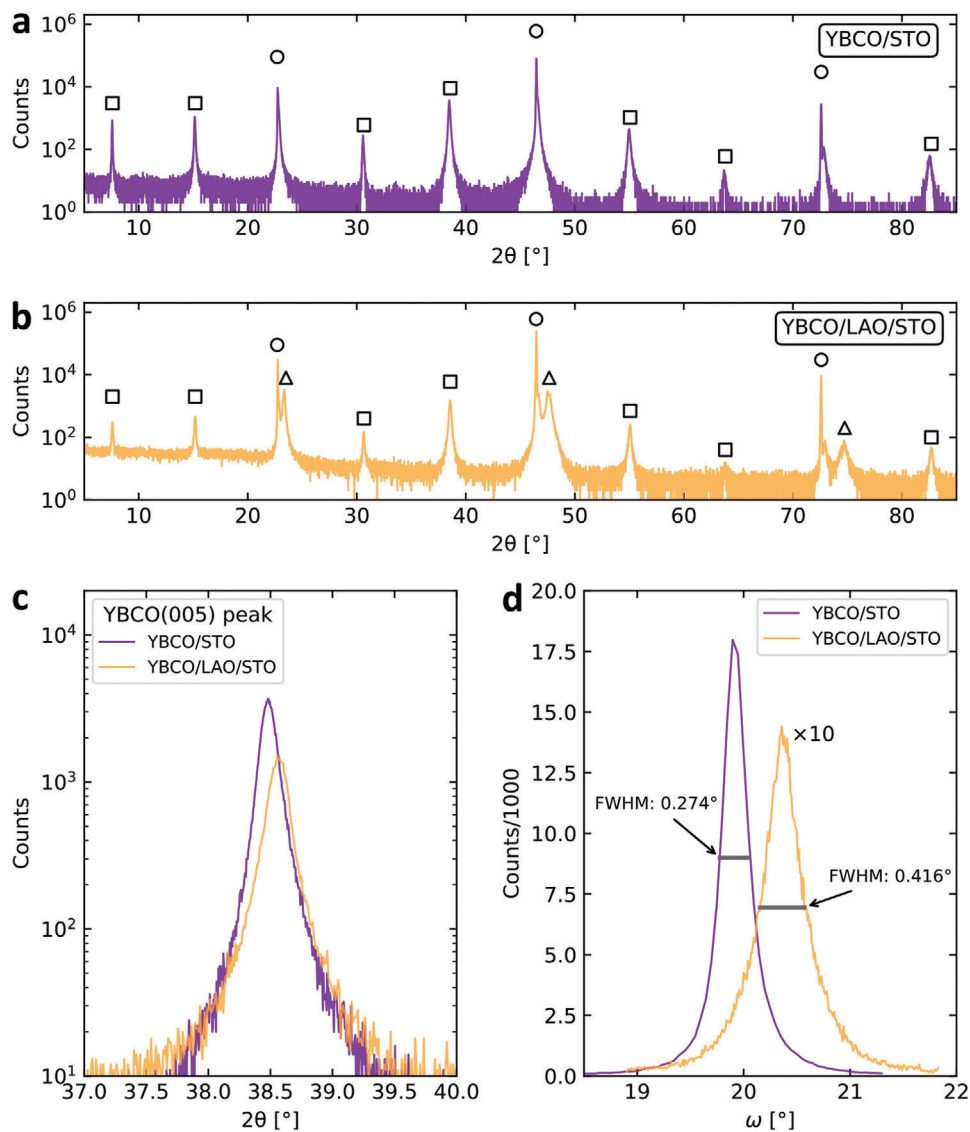 a
10⁶
10⁴
10²
10⁰
Counts
YBCO/STO
10 20 30 40 50 60 70 80
2θ [°]
b
10⁶
10⁴
10²
10⁰
Counts
YBCO/LAO/STO
10 20 30 40 50 60 70 80
2θ [°]
c
YBCO(005) peak
YBCO/STO
YBCO/LAO/STO
10⁴
10³
10²
10¹
Counts
37.0 37.5 38.0 38.5 39.0 39.5 40.0
2θ [°]
d
20.0
17.5
15.0
12.5
10.0
7.5
5.0
2.5
0.0
Counts/1000
YBCO/STO
YBCO/LAO/STO
×10
FWHM: 0.274°
FWHM: 0.416°
19 20 21 22
ω [°]